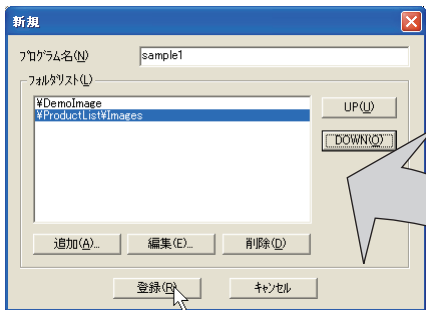 新規
プログラム名(N) sample1
フォルダリスト(L)
¥DemoImage
¥ProductList¥Images
UP(U)
DOWN(O)
追加(A)... 編集(E)... 削除(D)
登録(R) キャンセル